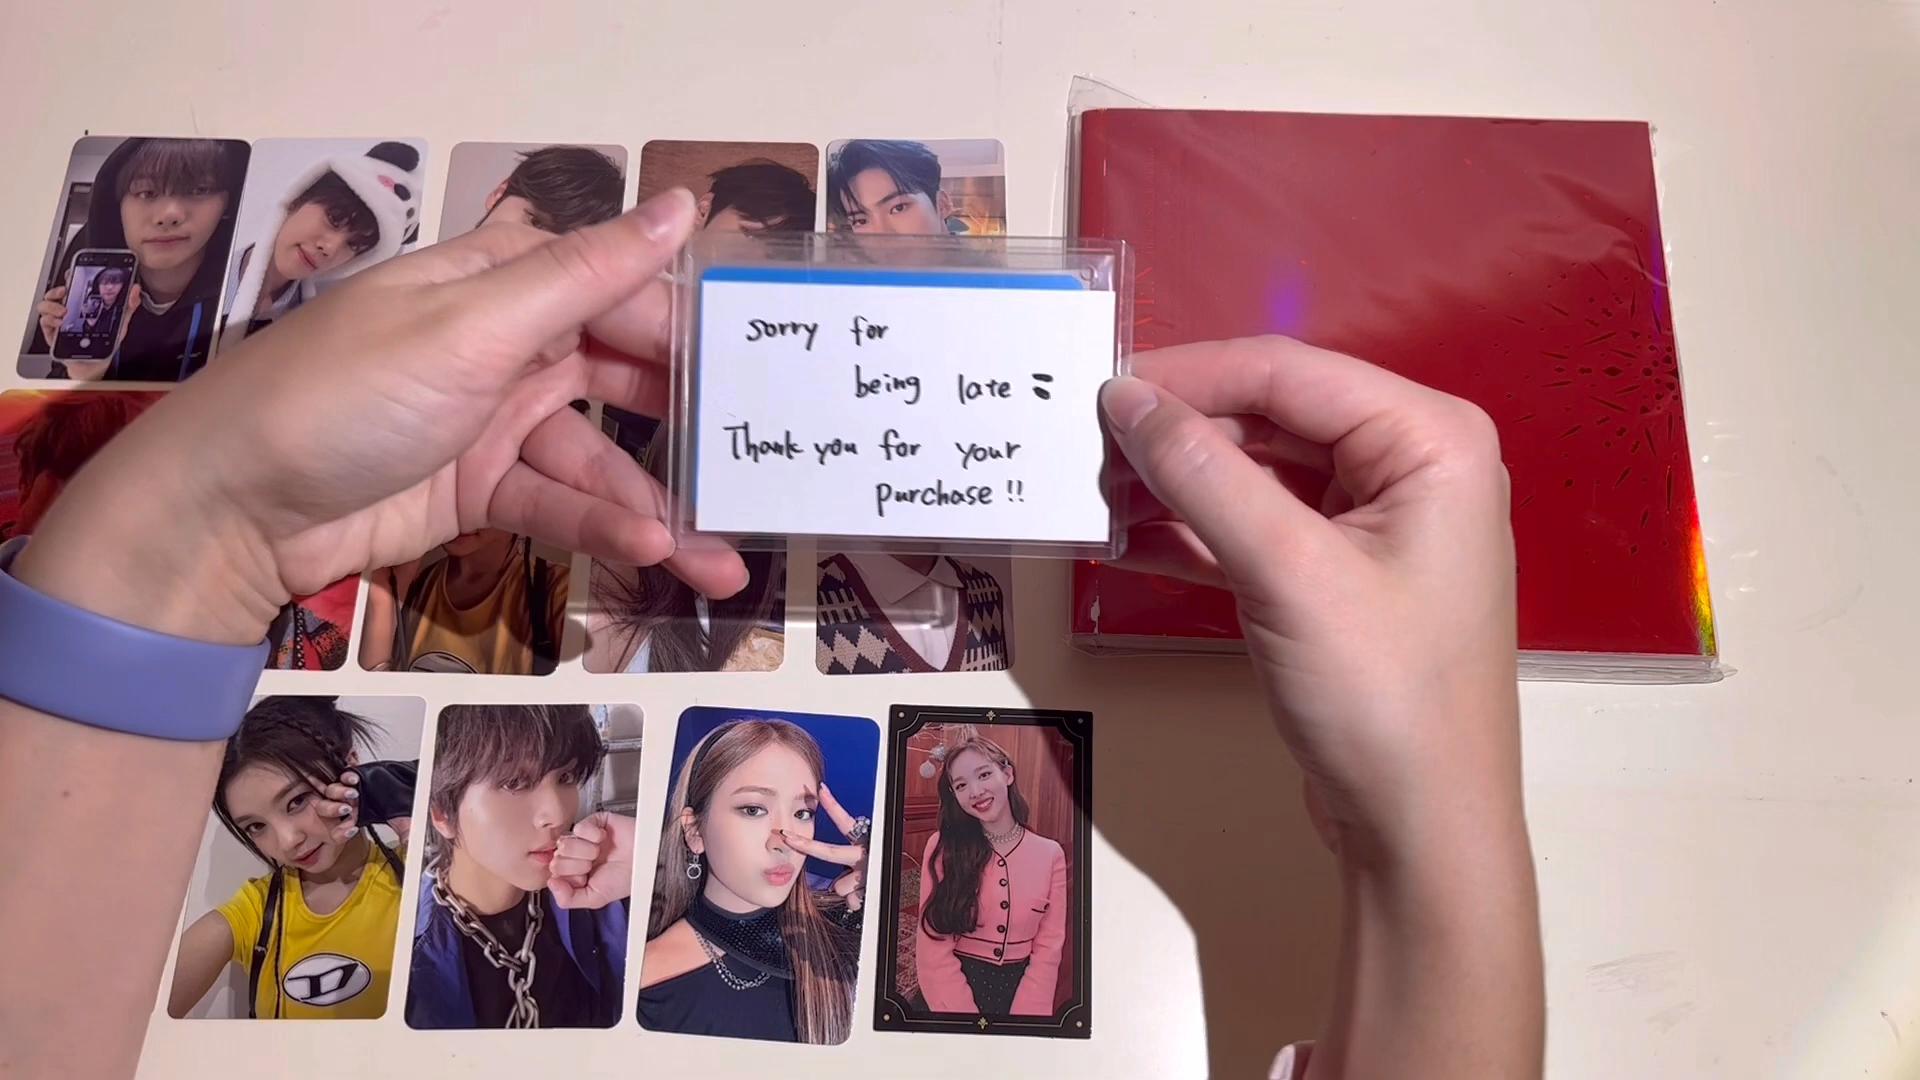 sorry for
being late
Thank you for your
purchase !!
D